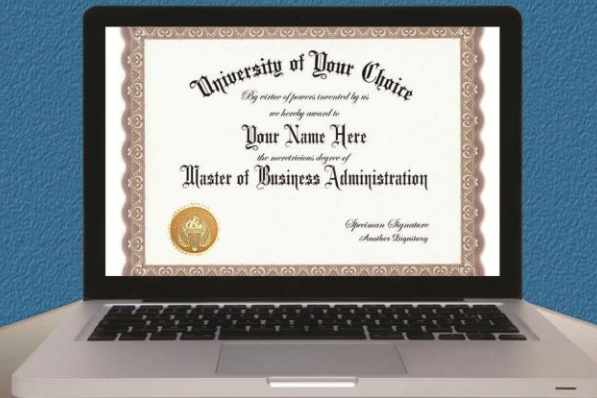 University of Your Choice
By virtue of powers invented by us
we hereby award to
Your Name Here
the meretricious degree of
Master of Business Administration
Speciman Signature
Another Dignitary